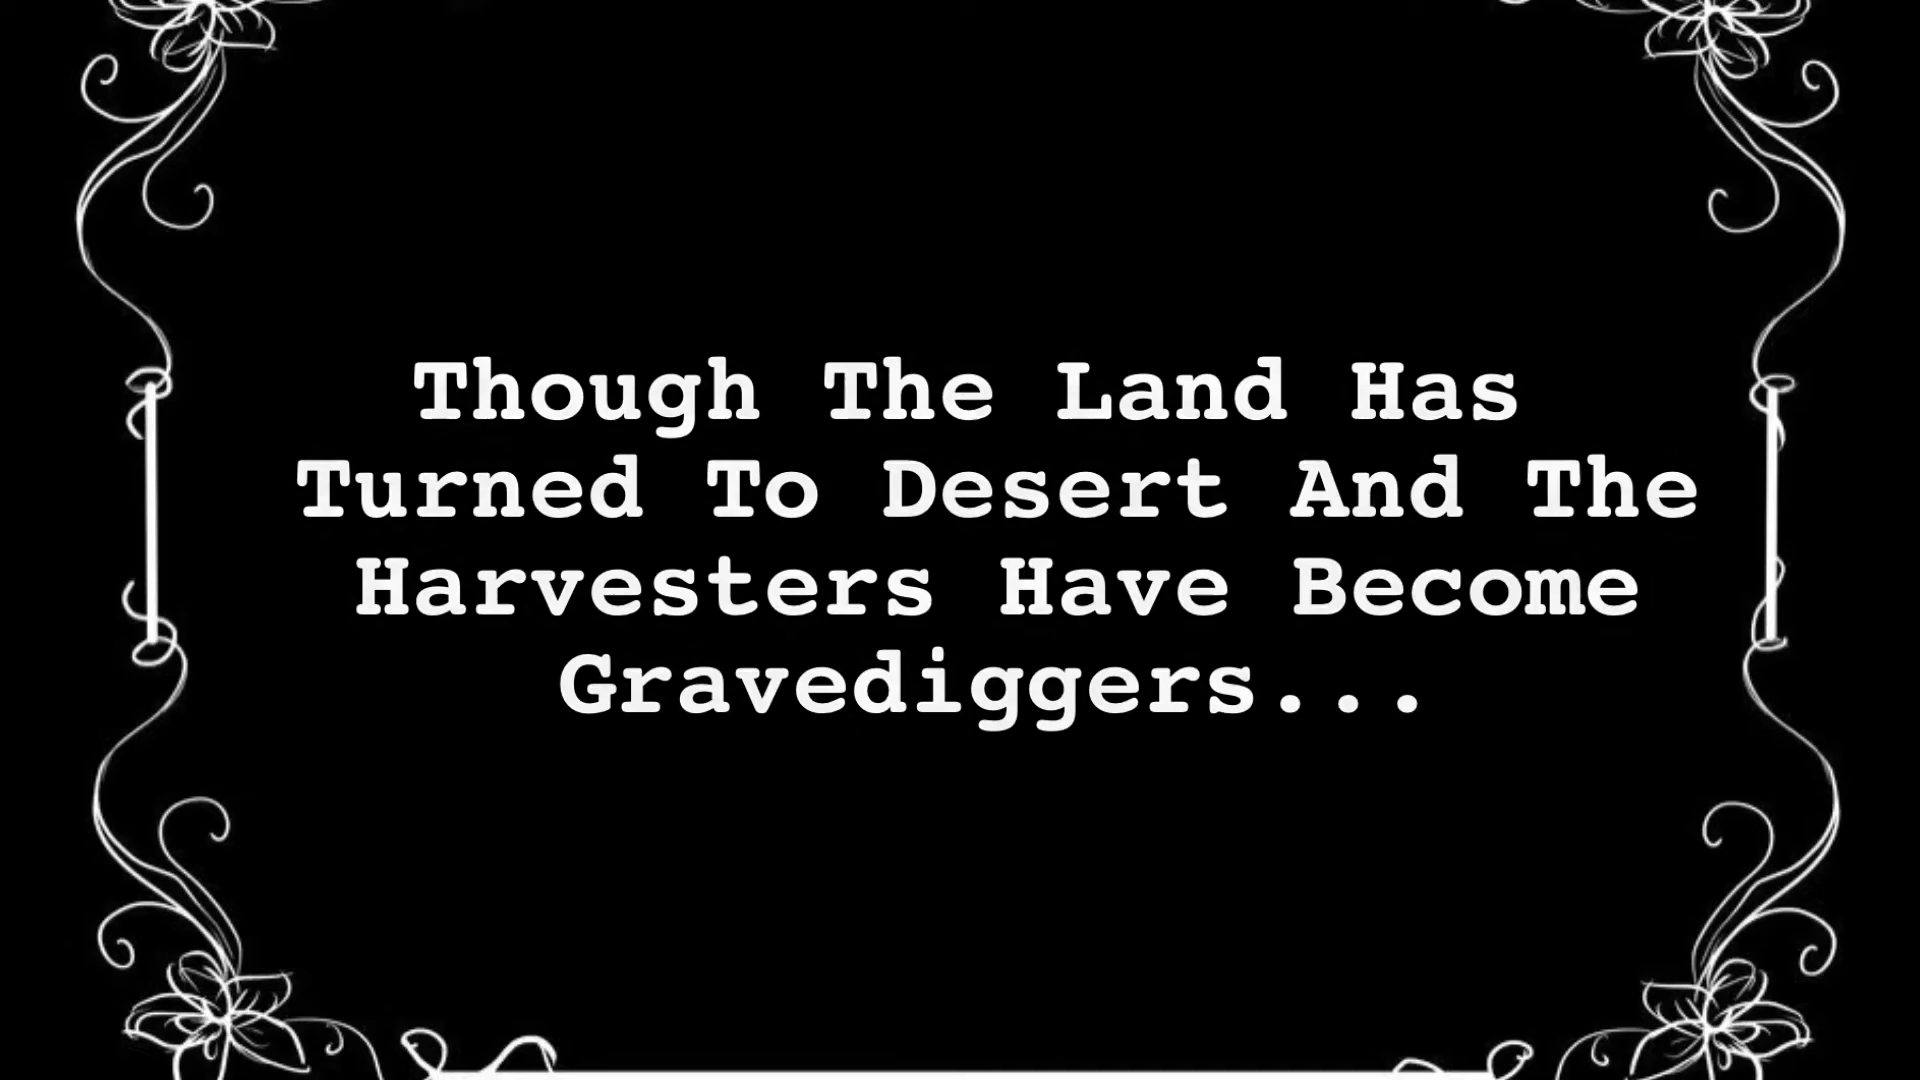 Though The Land Has
Turned To Desert And The
Harvesters Have Become
Gravediggers...